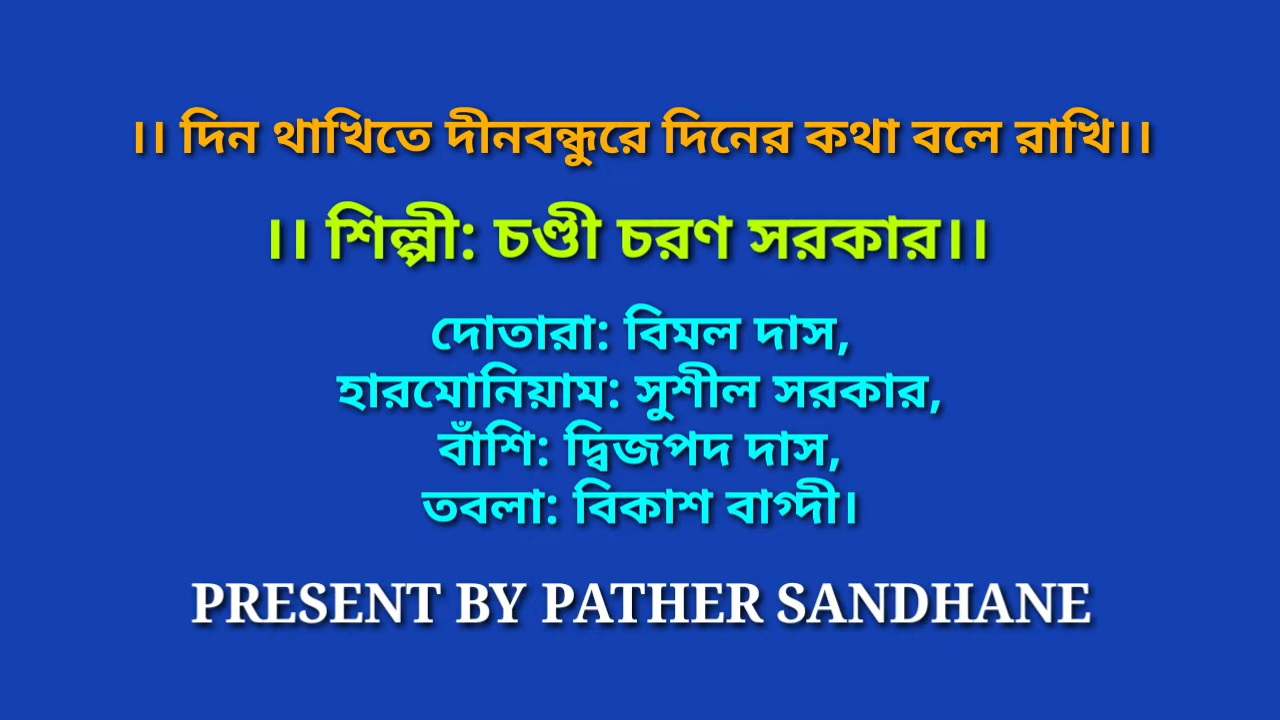 ।। দিন থাখিতে দীনবন্ধুরে দিনের কথা বলে রাখি।।
।। শিল্পী: চণ্ডী চরণ সরকার।।
দোতারা: বিমল দাস,
হারমোনিয়াম: সুশীল সরকার,
বাঁশি: দ্বিজপদ দাস,
তবলা: বিকাশ বাগ্দী।
PRESENT BY PATHER SANDHANE